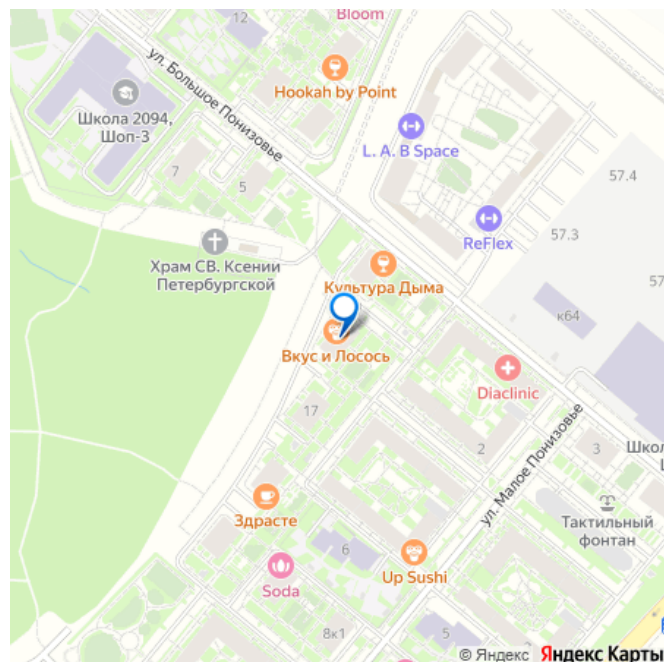 Bloom
ул. Большое Понизовье
Hookah by Point
Школа 2094,
Шоп-3
L. A. B Space
7
5
57.4
57.3
57
ReFlex
Храм СВ. Ксении
Петербургской
Культура Дыма
к64
Вкус и Лосось
Diaclinic
17
2
ул. Малое Понизовье
3
Шко
Здрасте
Тактильный
фонтан
6
Up Sushi
Soda
8к1
5
© Яндекс Яндекс Карты